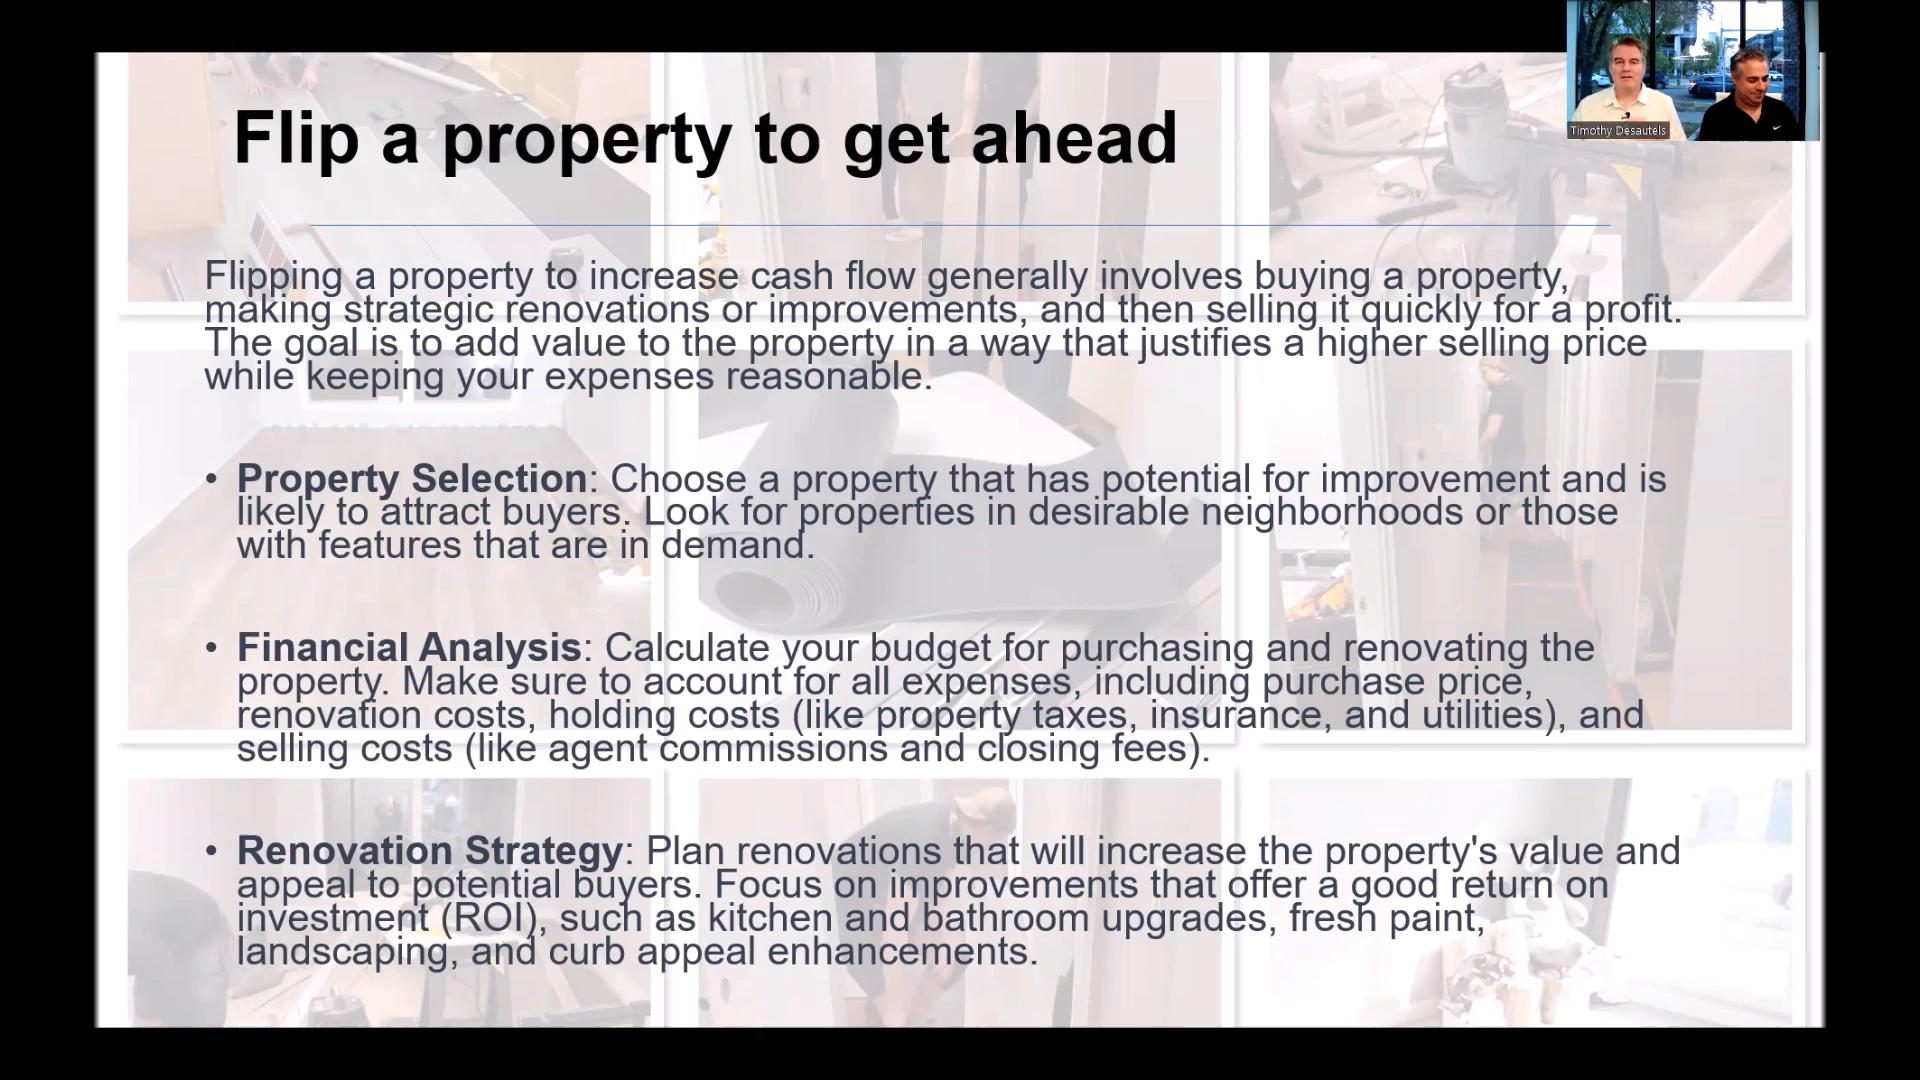 Timothy Desautels
Flip a property to get ahead
Flipping a property to increase cash flow generally involves buying a property,
making strategic renovations or improvements, and then selling it quickly for a profit.
The goal is to add value to the property in a way that justifies a higher selling price
while keeping your expenses reasonable.
• Property Selection: Choose a property that has potential for improvement and is
likely to attract buyers. Look for properties in desirable neighborhoods or those
with features that are in demand.
• Financial Analysis: Calculate your budget for purchasing and renovating the
property. Make sure to account for all expenses, including purchase price,
renovation costs, holding costs (like property taxes, insurance, and utilities), and
selling costs (like agent commissions and closing fees).
• Renovation Strategy: Plan renovations that will increase the property's value and
appeal to potential buyers. Focus on improvements that offer a good return on
investment (ROI), such as kitchen and bathroom upgrades, fresh paint,
landscaping, and curb appeal enhancements.